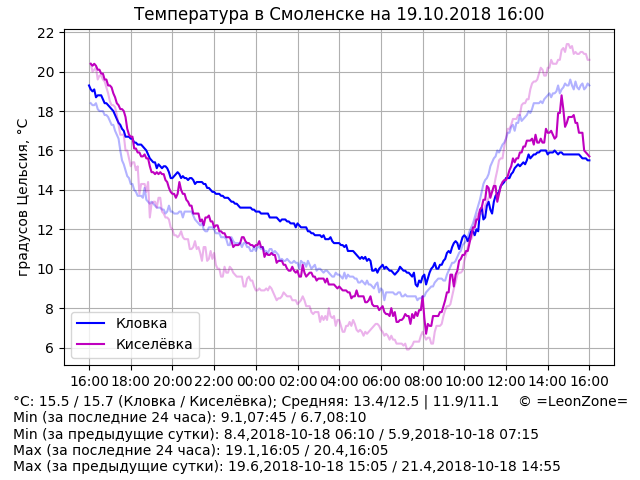 Температура в Смоленске на 19.10.2018 16:00
градусов Цельсия, °C
22
20
18
16
14
12
10
8
6
Кловка
Киселёвка
16:00 18:00 20:00 22:00 00:00 02:00 04:00 06:00 08:00 10:00 12:00 14:00 16:00
°C: 15.5 / 15.7 (Кловка / Киселёвка); Средняя: 13.4/12.5 | 11.9/11.1 © =LeonZone=
Min (за последние 24 часа): 9.1,07:45 / 6.7,08:10
Min (за предыдущие сутки): 8.4,2018-10-18 06:10 / 5.9,2018-10-18 07:15
Max (за последние 24 часа): 19.1,16:05 / 20.4,16:05
Max (за предыдущие сутки): 19.6,2018-10-18 15:05 / 21.4,2018-10-18 14:55